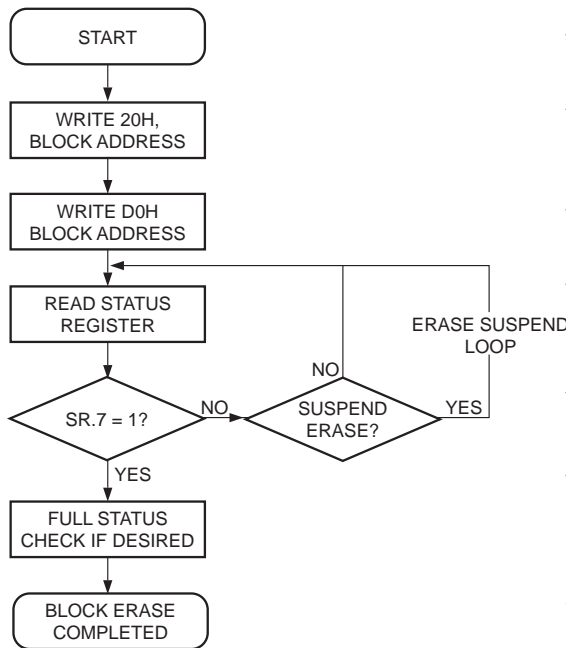 START
WRITE 20H,
BLOCK ADDRESS
WRITE D0H
BLOCK ADDRESS
READ STATUS
REGISTER
ERASE SUSPEND
LOOP
NO
SR.7 = 1?
NO
SUSPEND
ERASE?
YES
YES
FULL STATUS
CHECK IF DESIRED
BLOCK ERASE
COMPLETED